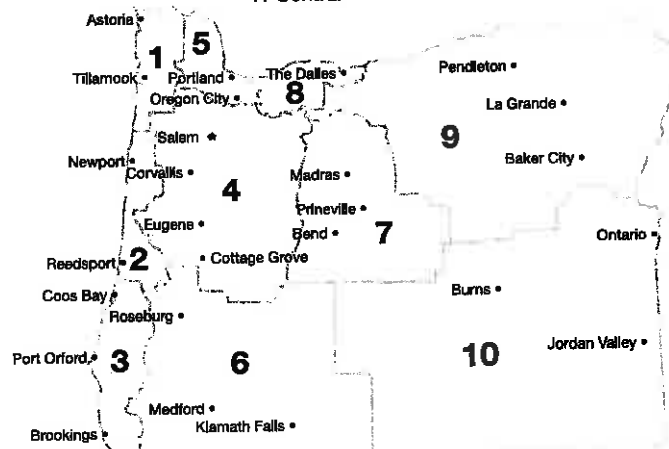 Astoria
1
5
Tillamook
Portland
The Dalles
Pendleton
8
Oregon City
La Grande
9
Salem
Newport
Corvallis
Baker City
4
Madras
Prineville
Eugene
Bend
7
Ontario
Reedsport
2
Cottage Grove
Coos Bay
Burns
Roseburg
Port Orford
3
6
10
Jordan Valley
Medford
Klamath Falls
Brookings